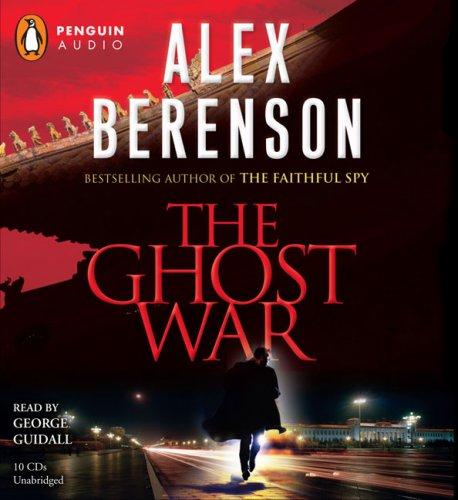 PENGUIN
AUDIO
ALEX
BERENSON
BESTSELLING AUTHOR OF THE FAITHFUL SPY
THE
GHOST
WAR
READ BY
GEORGE
GUIDALL
10 CDs
Unabridged